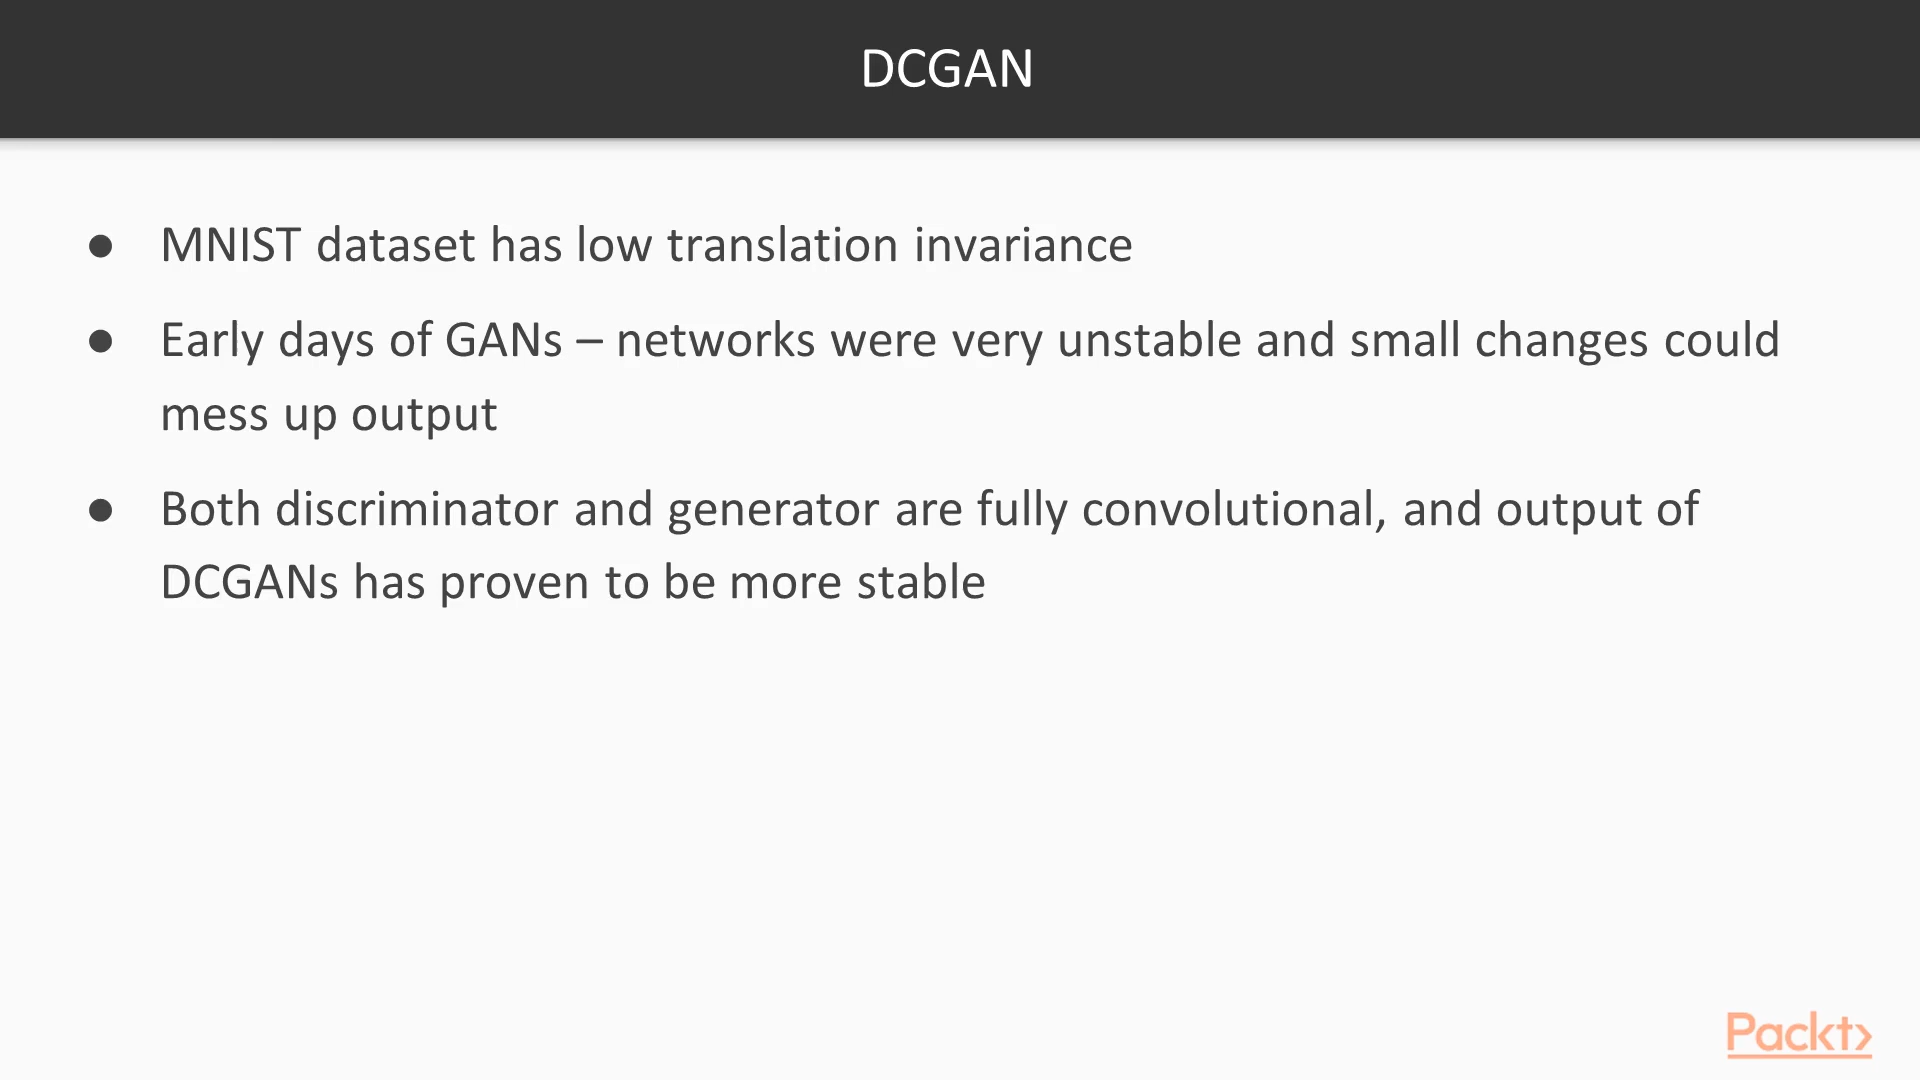 DCGAN
● MNIST dataset has low translation invariance
● Early days of GANs – networks were very unstable and small changes could
mess up output
● Both discriminator and generator are fully convolutional, and output of
DCGANs has proven to be more stable
Packt>